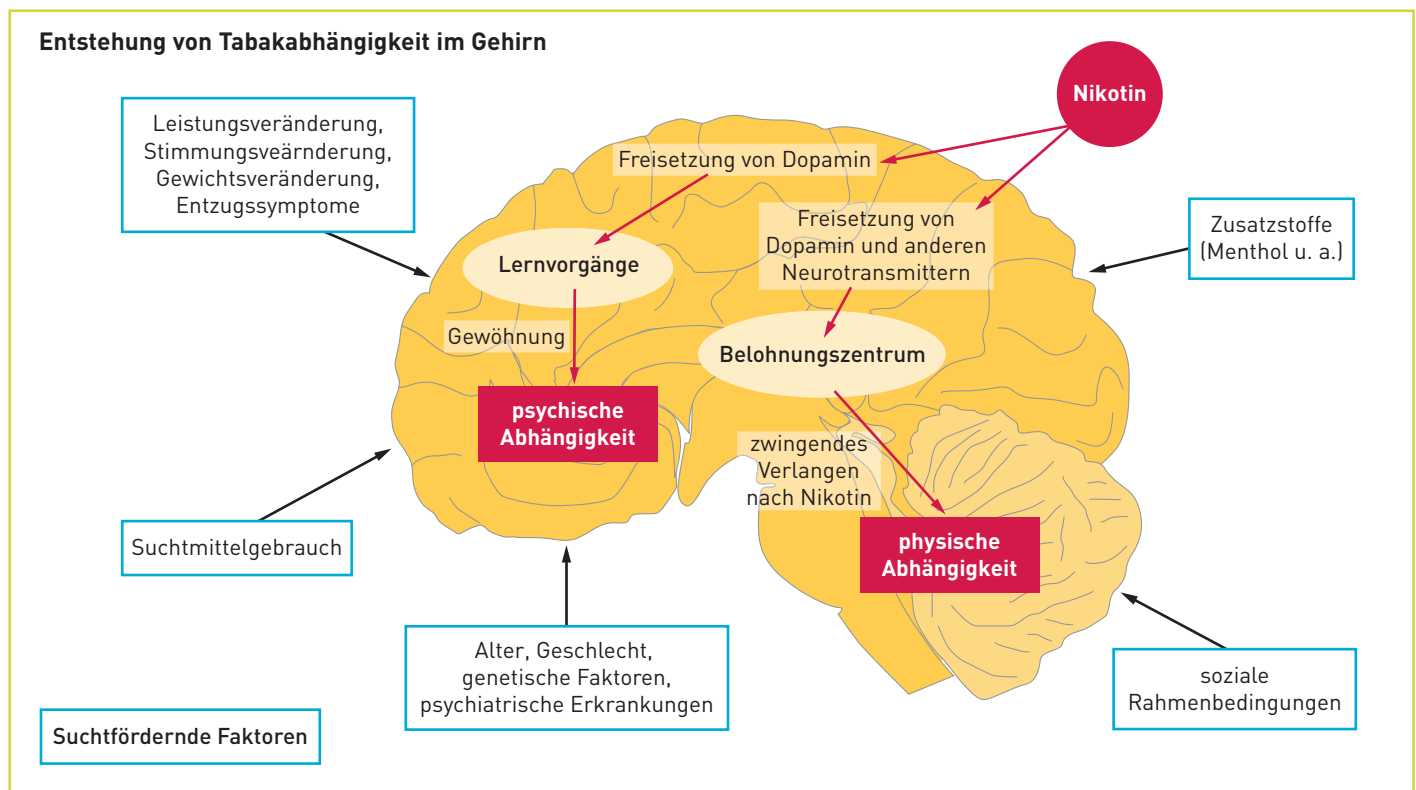 Entstehung von Tabakabhängigkeit im Gehirn
Nikotin
Leistungsveränderung,
Stimmungsveärnderung,
Gewichtsveränderung,
Entzugssymptome
Freisetzung von Dopamin
Freisetzung von
Dopamin und anderen
Neurotransmittern
Zusatzstoffe
(Menthol u. a.)
Lernvorgänge
Gewöhnung
Belohnungszentrum
psychische
Abhängigkeit
zwingendes
Verlangen
nach Nikotin
Suchtmittelgebrauch
physische
Abhängigkeit
Alter, Geschlecht,
genetische Faktoren,
psychiatrische Erkrankungen
soziale
Rahmenbedingungen
Suchtfördernde Faktoren